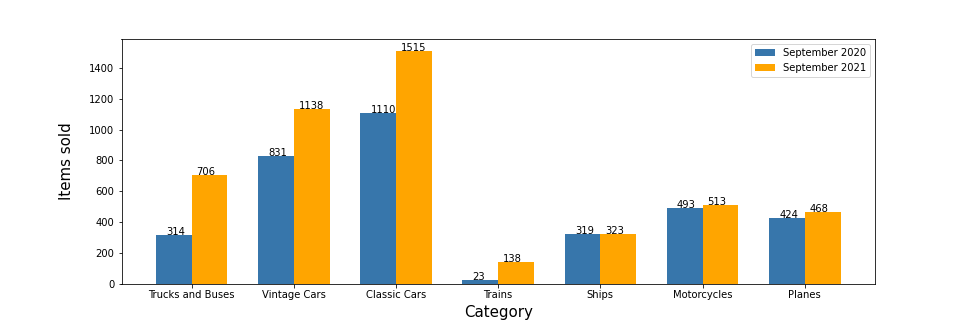 September 2020
September 2021
Items sold
1400
1200
1000
800
600
400
200
0
314
706
831
1138
1110
1515
23
138
319
323
493
513
424
468
Trucks and Buses
Vintage Cars
Classic Cars
Trains
Ships
Motorcycles
Planes
Category